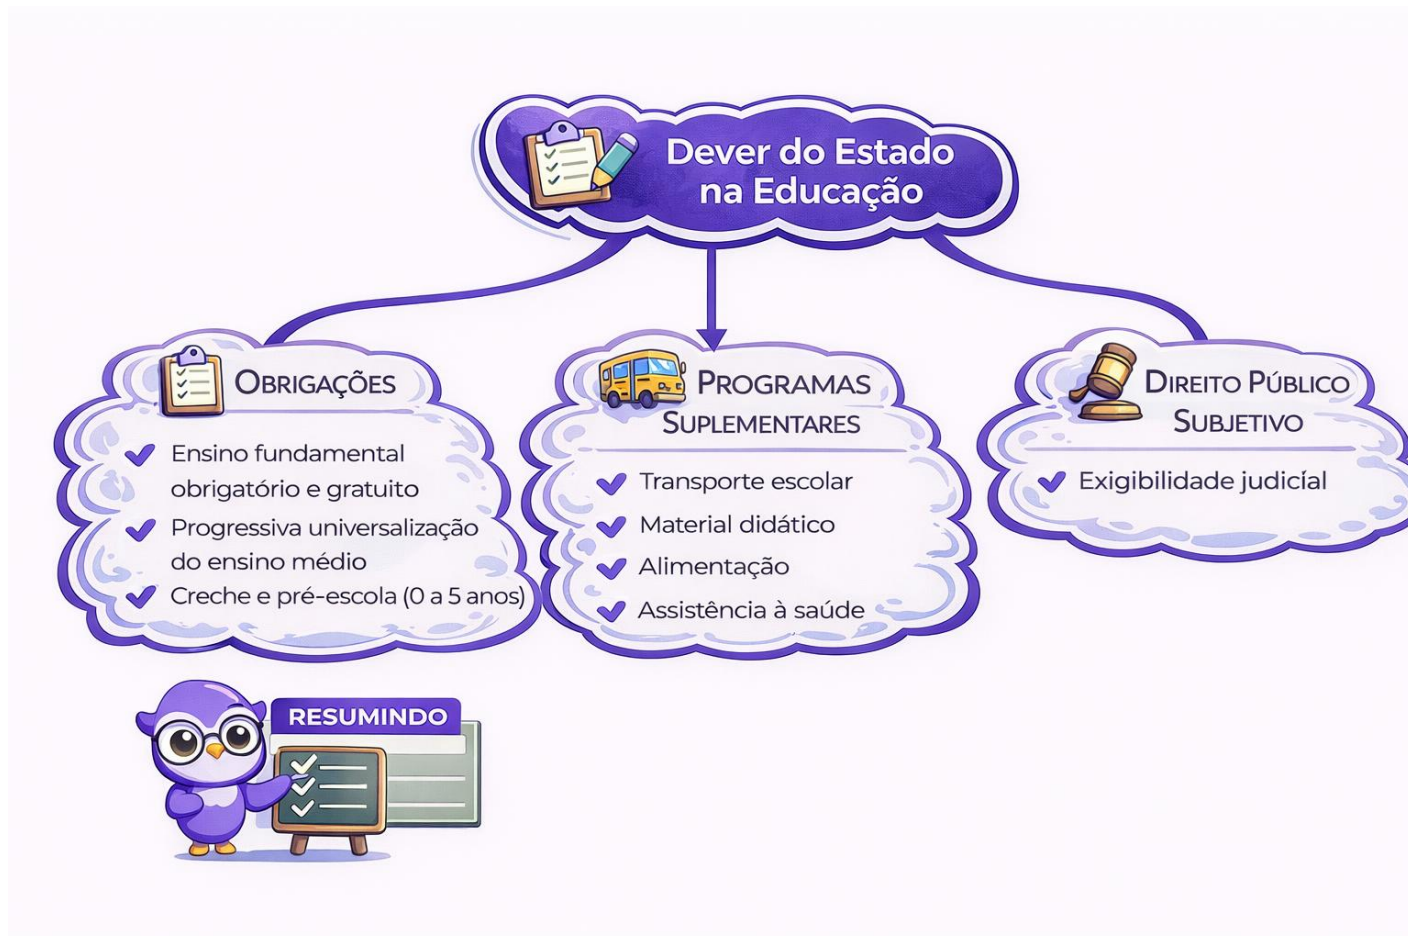 Dever do Estado
na Educação
OBRIGAÇÕES
Ensino fundamental
obrigatório e gratuito
Progressiva universalização
do ensino médio
Creche e pré-escola (0 a 5 anos)
PROGRAMAS
SUPLEMENTARES
Transporte escolar
Material didático
Alimentação
Assistência à saúde
DIREITO PÚBLICO
SUBJETIVO
Exigibilidade judicíal
RESUMINDO